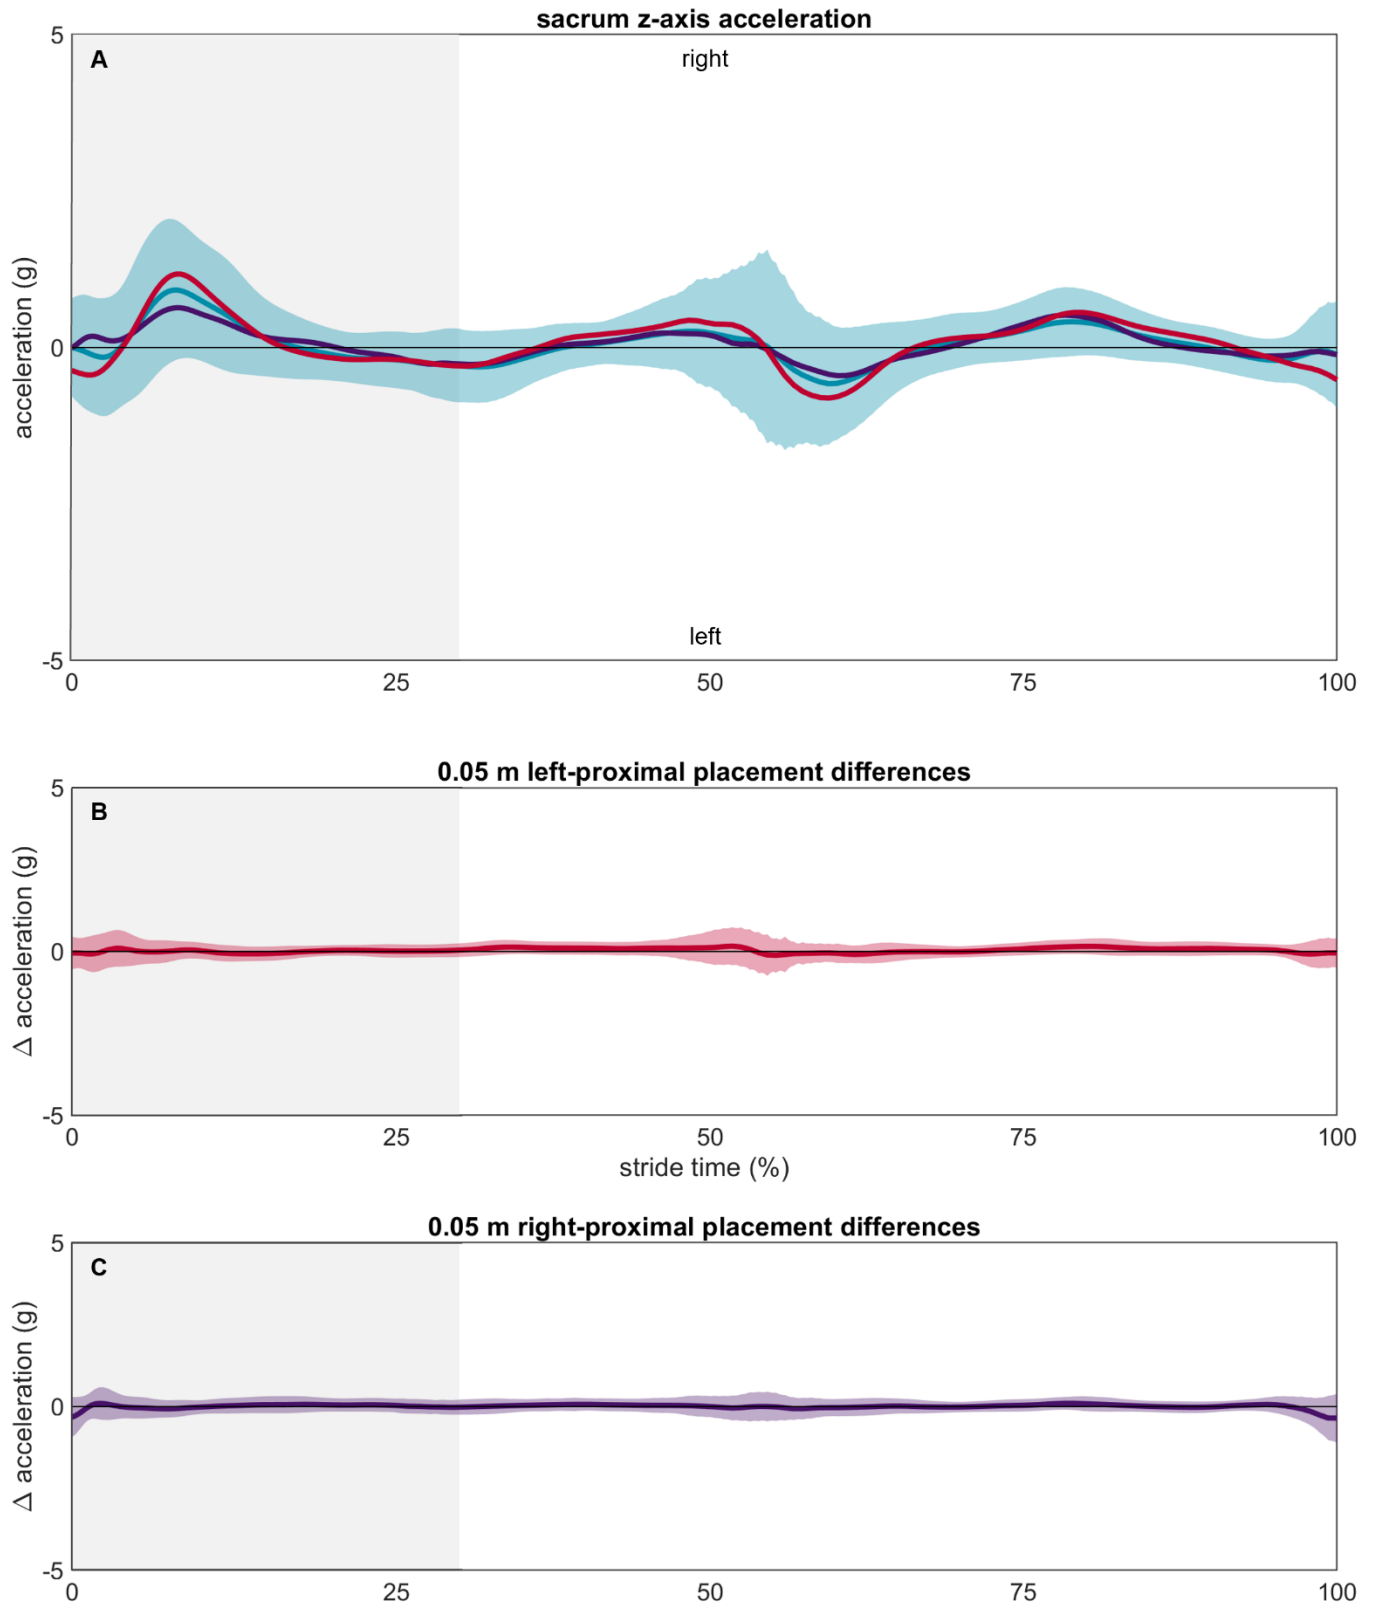 sacrum z-axis acceleration
5
A
right
acceleration (g)
0
left
-5
0 25 50 75 100
0.05 m left-proximal placement differences
5
B
Δ acceleration (g)
0
-5
0 25 50 75 100
stride time (%)
0.05 m right-proximal placement differences
5
C
Δ acceleration (g)
0
-5
0 25 50 75 100